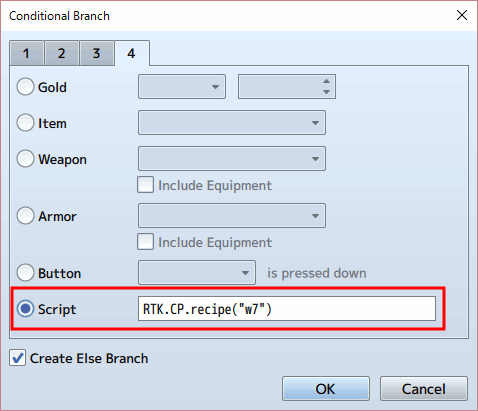 Conditional Branch
1 2 3 4
Gold
Item
Weapon
Include Equipment
Armor
Include Equipment
Button is pressed down
Script RTK.CP.recipe("w7")
Create Else Branch
OK Cancel